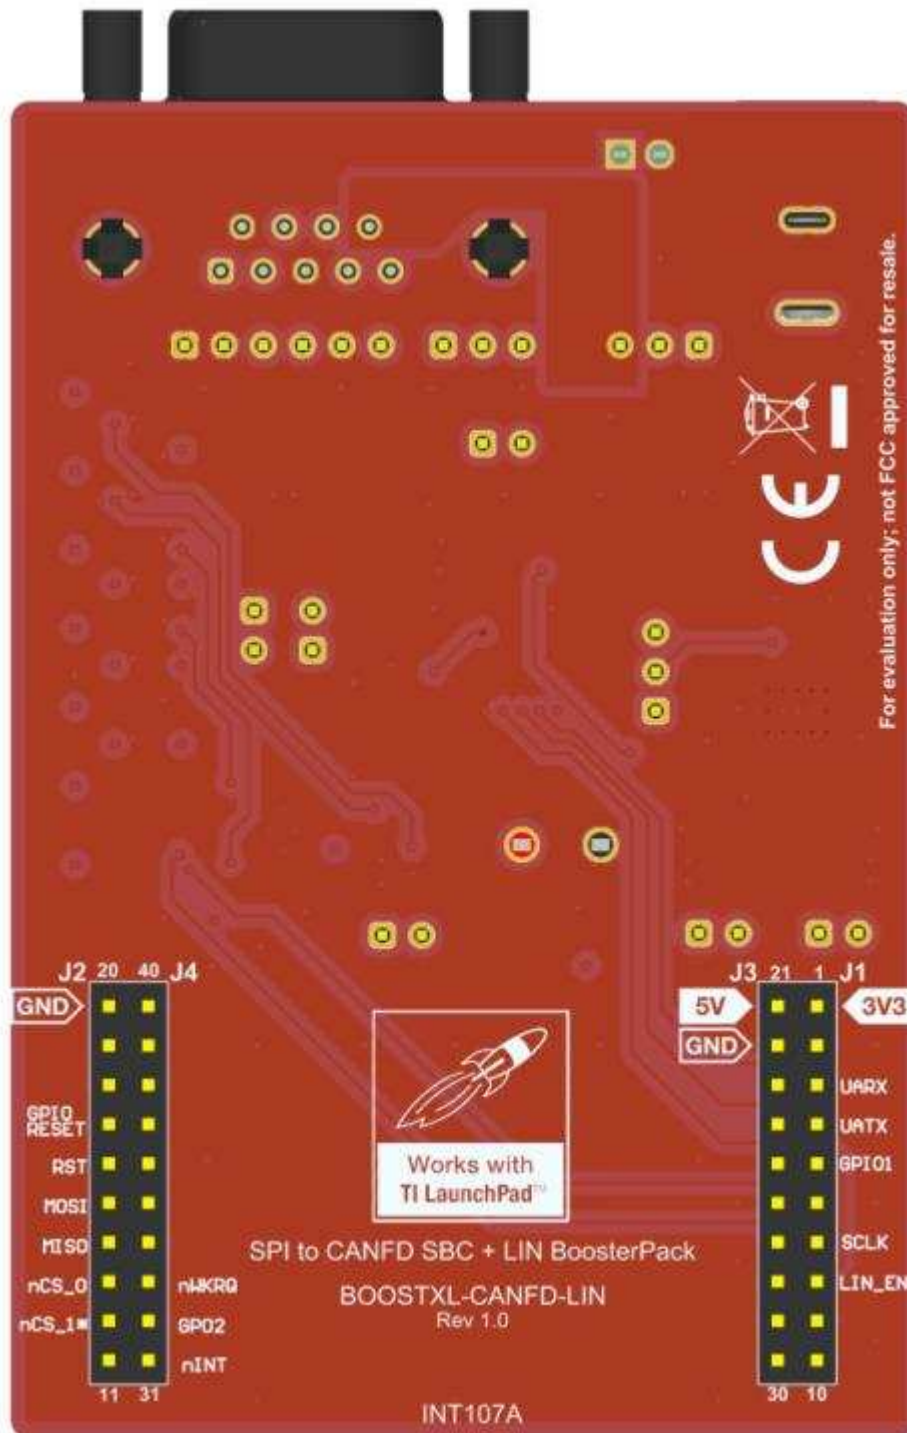 For evaluation only; not FCC approved for resale.
CE
J2 20 40 J4
J3 21 1 J1
GND
5V
3V3
GND
UARX
GPIO
RESET
UATX
RST
GPIO1
MOSI
MISO
SCLK
nCS_0
nWKRQ
LIN_EN
nCS_1*
GPO2
nINT
11 31
30 10
Works with
TI LaunchPad™
SPI to CANFD SBC + LIN BoosterPack
BOOSTXL-CANFD-LIN
Rev 1.0
INT107A